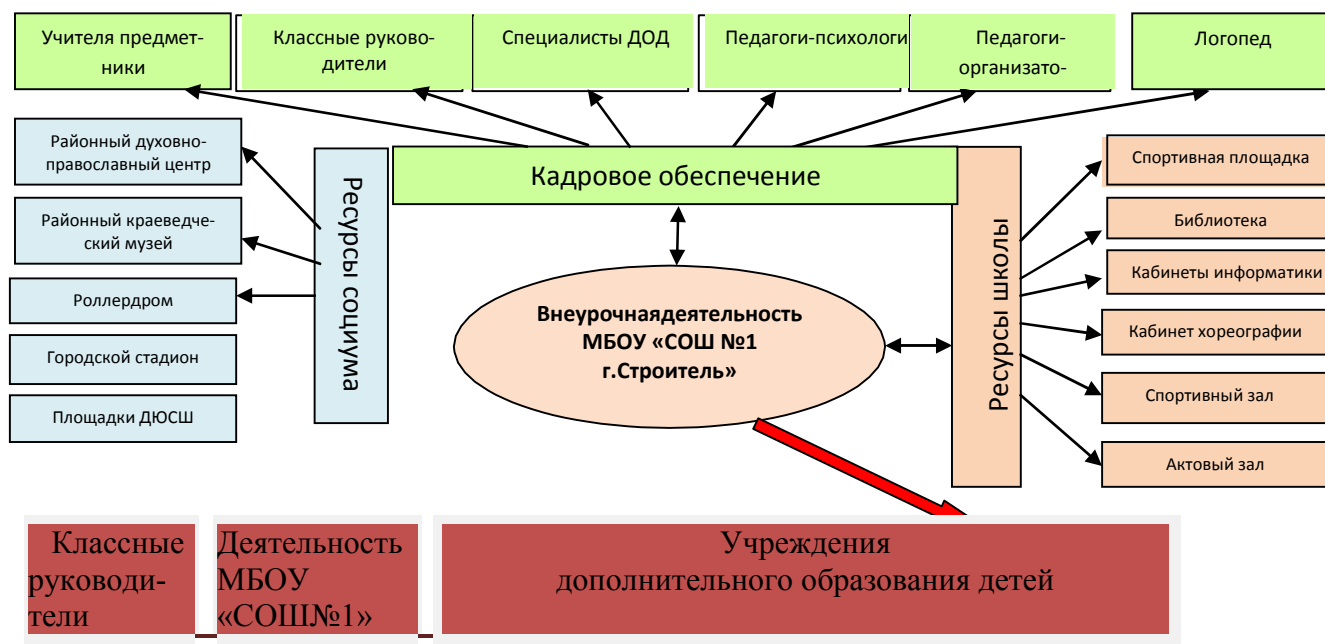 Учителя предмет-
ники
Классные руково-
дители
Специалисты ДОД
Педагоги-психологи
Педагоги-
организато-
Логопед
Районный духовно-
православный центр
Районный краеведче-
ский музей
Роллердром
Городской стадион
Площадки ДЮСШ
Ресурсы социума
Кадровое обеспечение
Внеурочнаядеятельность
МБОУ «СОШ №1
г.Строитель»
Ресурсы школы
Спортивная площадка
Библиотека
Кабинеты информатики
Кабинет хореографии
Спортивный зал
Актовый зал
Классные
руководи-
тели
Деятельность
МБОУ
«СОШ№1»
Учреждения
дополнительного образования детей